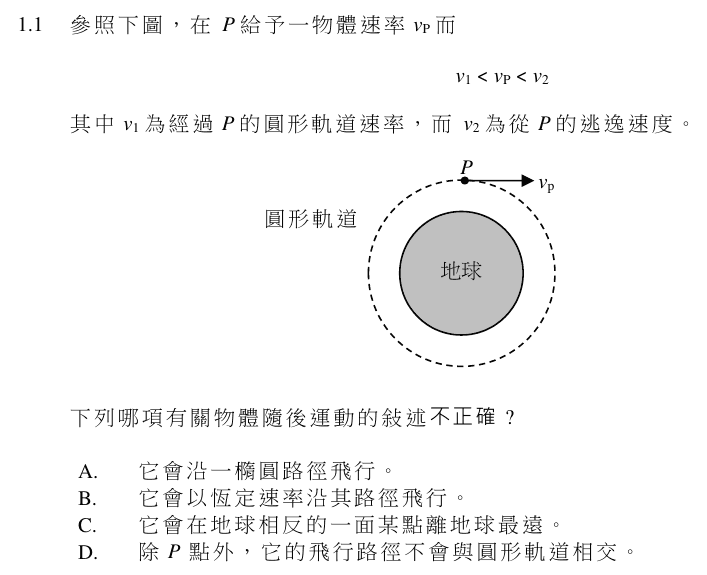 1.1 參照下圖，在 P 給予一物體速率 vP 而
v1 < vP < v2
其中 v1 為經過 P 的圓形軌道速率，而 v2 為從 P 的逃逸速度。
P
vp
圓形軌道
地球
下列哪項有關物體隨後運動的敍述不正確？
A. 它會沿一橢圓路徑飛行。
B. 它會以恆定速率沿其路徑飛行。
C. 它會在地球相反的一面某點離地球最遠。
D. 除 P 點外，它的飛行路徑不會與圓形軌道相交。